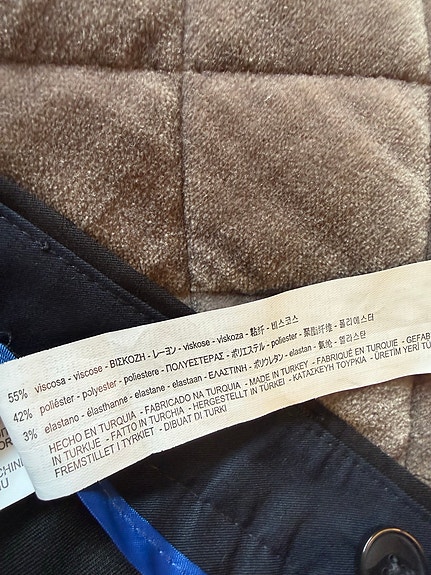 55% viscosa - viscose - ΒΙΣΚΟΖΗ - レーヨン - viskose - viskoza - 黏纤 - 비스코스
42% poliéster - polyester - poliestere - ΠΟΛΥΕΣΤΕΡΑΣ - ポリエステル - poliester - 聚酯纤维 - 폴리에스터
3% elastano - élasthanne - elastane - elastaan - ΕΛΑΣΤΙΝΗ - ポリウレタン - elastan - 氨纶 - 엘라스탄
HECHO EN TURQUIA - FABRICADO NA TURQUIA - MADE IN TURKEY - FABRIQUÉ EN TURQUIE - GEFAB
IN TURKIJE - FATTO IN TURCHIA - HERGESTELLT IN TÜRKEI - ΚΑΤΑΣΚΕΥΗ ΤΟΥΡΚΙΑ - ÜRETİM YERİ TÜ
FREMSTILLET I TYRKIET - DIBUAT DI TURKI